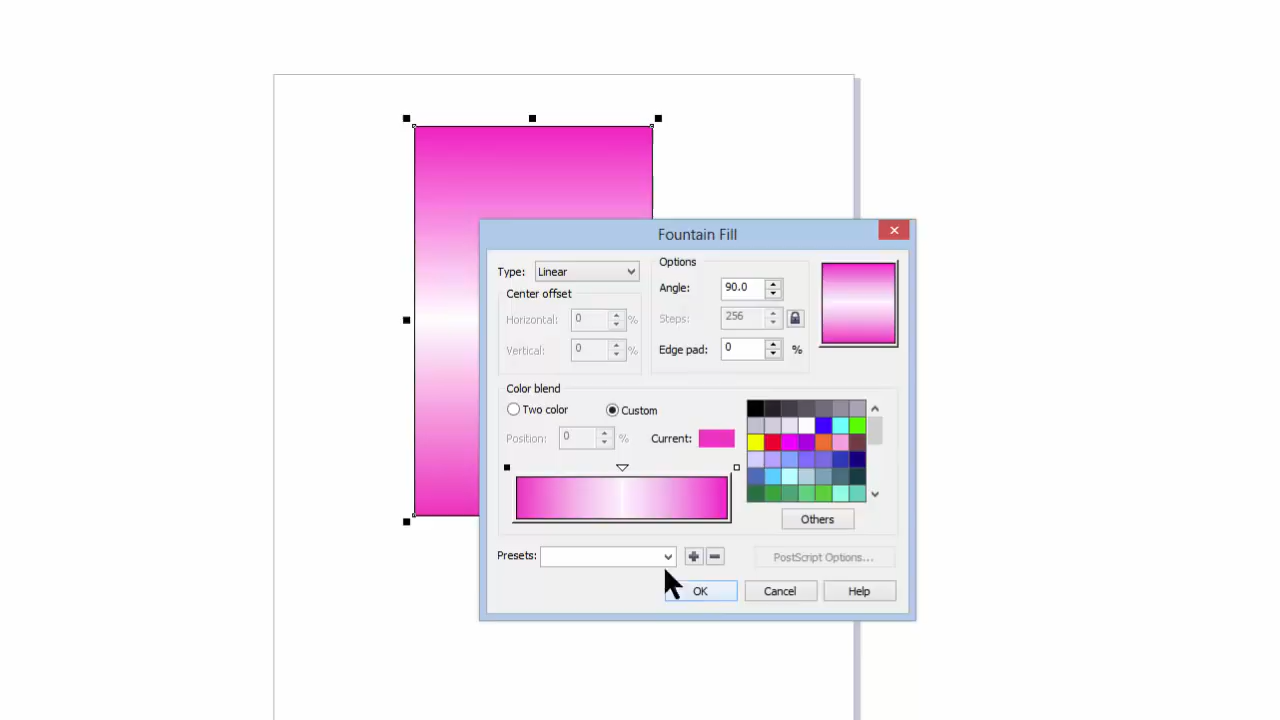 Fountain Fill
Type: Linear
Options
Center offset
Angle: 90.0
Horizontal: 0 %
Steps: 256
Vertical: 0 %
Edge pad: 0 %
Color blend
Two color Custom
Position: 0 % Current:
Others
Presets:
PostScript Options...
OK Cancel Help